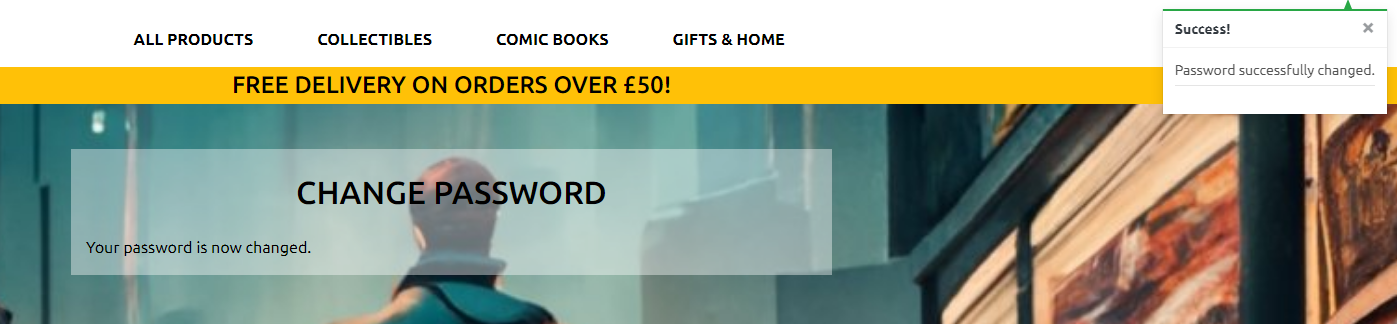 ALL PRODUCTS COLLECTIBLES COMIC BOOKS GIFTS & HOME
Success! ×
Password successfully changed.
FREE DELIVERY ON ORDERS OVER £50!
CHANGE PASSWORD
Your password is now changed.